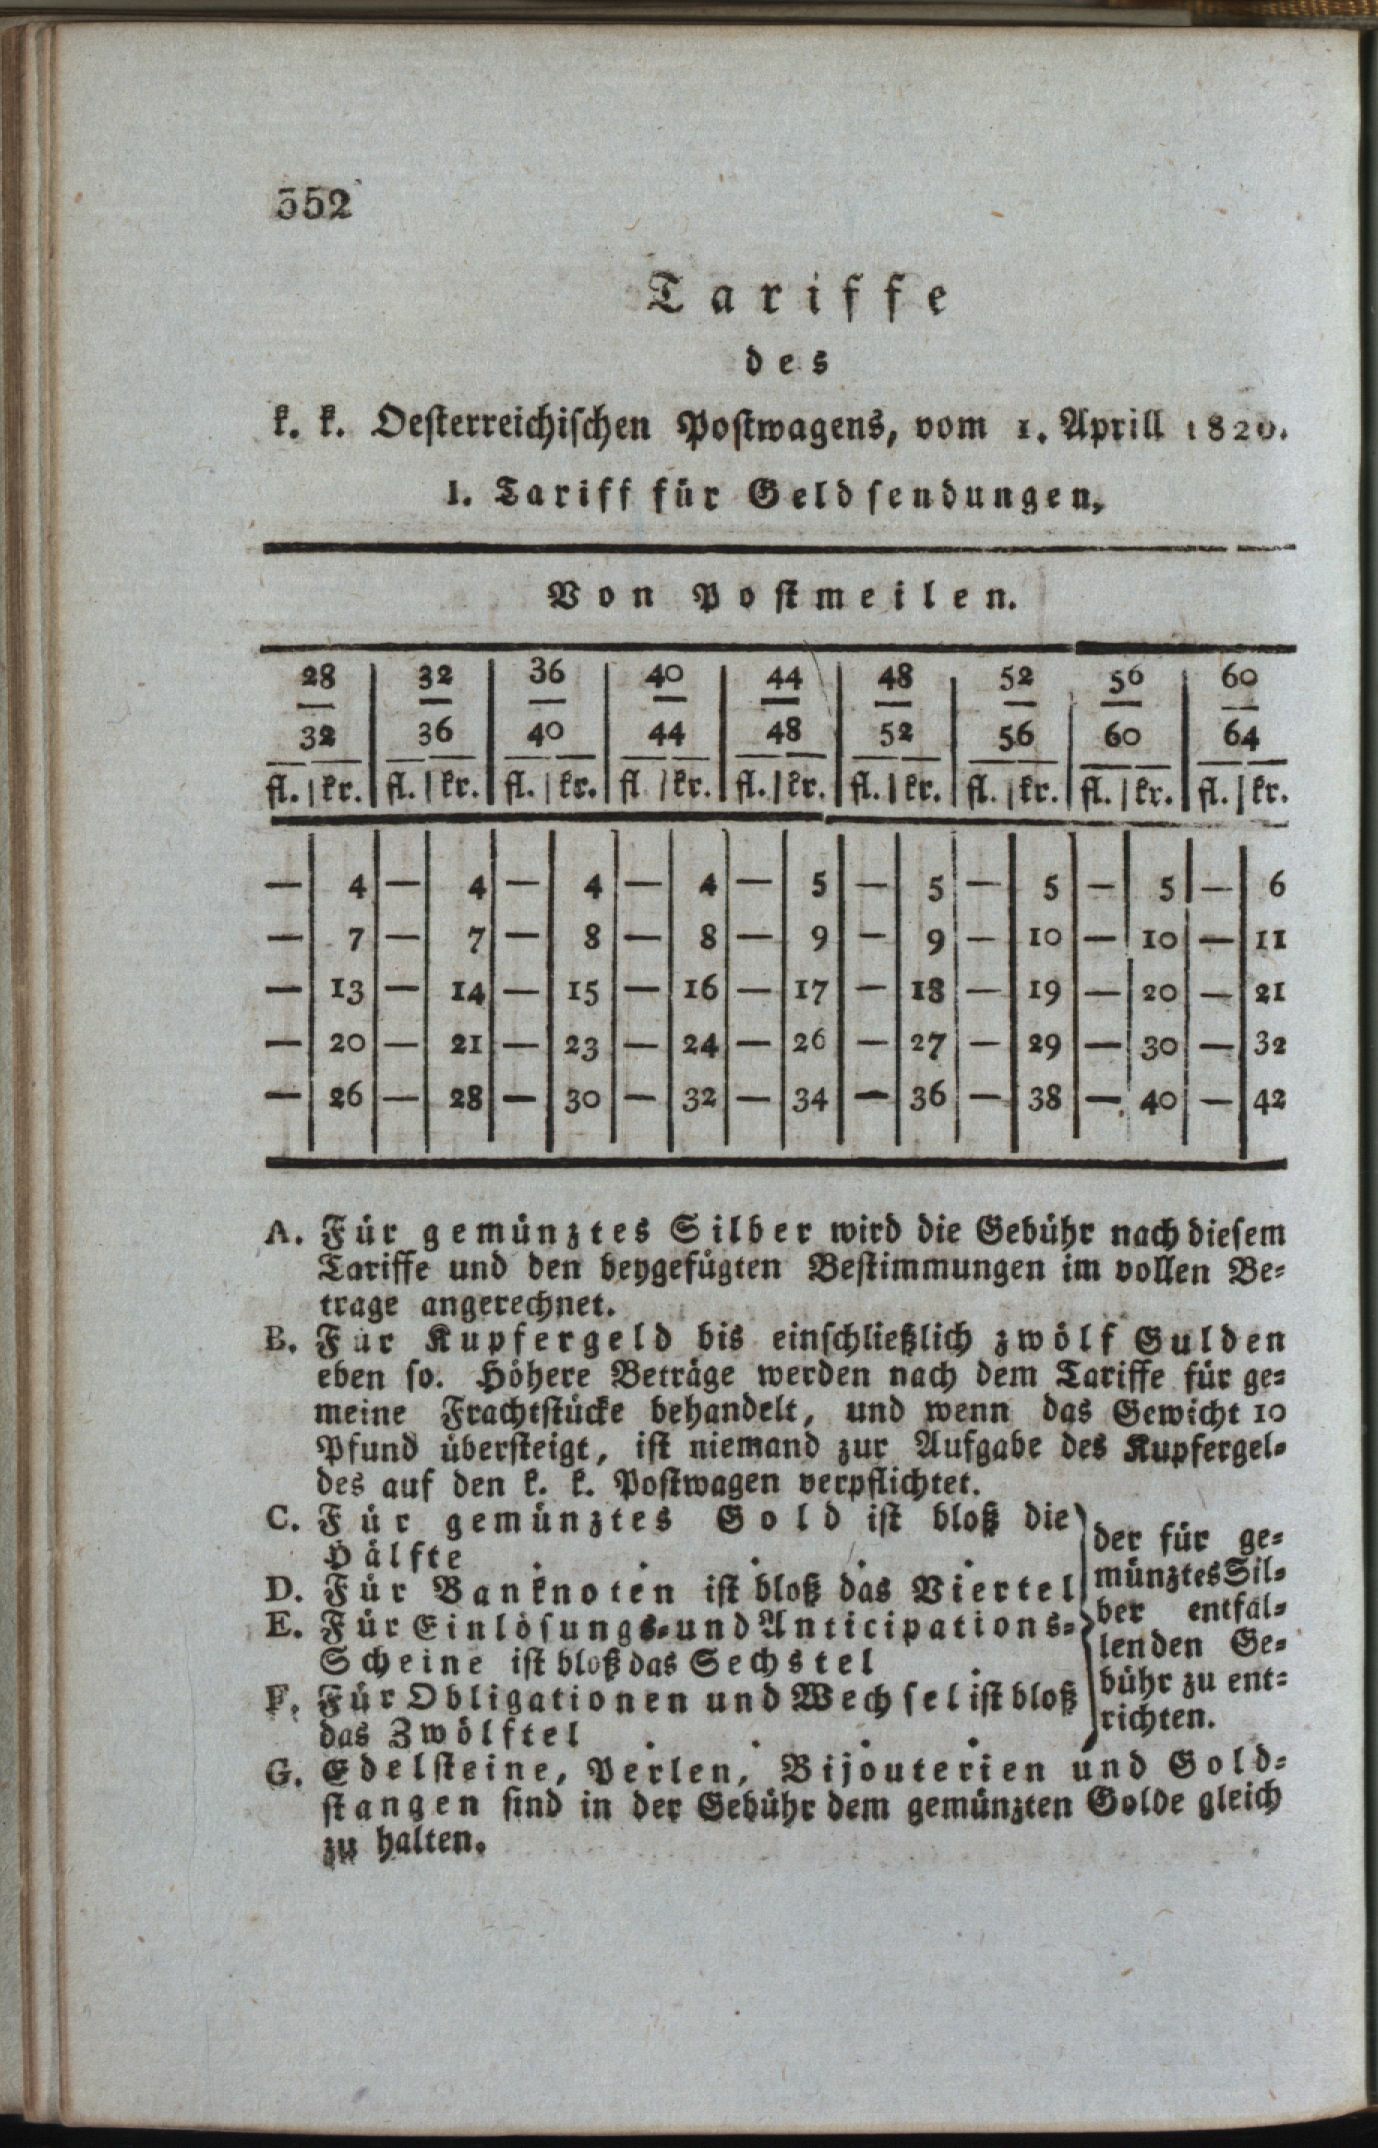 352
Tariffe
des
k. k. Oesterreichischen Postwagens, vom 1. Aprill 1820.
1. Tariff für Geldsendungen,
Von Postmeilen.
28 | 32 | 36 | 40 | 44 | 48 | 52 | 56 | 60
32 | 36 | 40 | 44 | 48 | 52 | 56 | 60 | 64
fl. | kr. | fl. | kr. | fl. | kr. | fl | kr. | fl. | kr. | fl. | kr. | fl. | kr. | fl. | kr. | fl. | kr.
— | 4 | — | 4 | — | 4 | — | 4 | — | 5 | — | 5 | — | 5 | — | 5 | — | 6
— | 7 | — | 7 | — | 8 | — | 8 | — | 9 | — | 9 | — | 10 | — | 10 | — | 11
— | 13 | — | 14 | — | 15 | — | 16 | — | 17 | — | 18 | — | 19 | — | 20 | — | 21
— | 20 | — | 21 | — | 23 | — | 24 | — | 26 | — | 27 | — | 29 | — | 30 | — | 32
— | 26 | — | 28 | — | 30 | — | 32 | — | 34 | — | 36 | — | 38 | — | 40 | — | 42
A. Für gemünztes Silber wird die Gebühr nach diesem
Tariffe und den beygefügten Bestimmungen im vollen Be-
trage angerechnet.
B. Für Kupfergeld bis einschließlich zwölf Gulden
eben so. Höhere Beträge werden nach dem Tariffe für ge-
meine Frachtstücke behandelt, und wenn das Gewicht 10
Pfund übersteigt, ist niemand zur Aufgabe des Kupfergel-
des auf den k. k. Postwagen verpflichtet.
C. Für gemünztes Gold ist bloß die
Hälfte . . . . .
D. Für Banknoten ist bloß das Viertel
E. Für Einlösungs- und Anticipations-
Scheine ist bloß das Sechstel .
F. Für Obligationen und Wechsel ist bloß
das Zwölftel . . . .
der für ge-
münztes Sil-
ber entfal-
lenden Ge-
bühr zu ent-
richten.
G. Edelsteine, Perlen, Bijouterien und Gold-
stangen sind in der Gebühr dem gemünzten Golde gleich
zu halten.